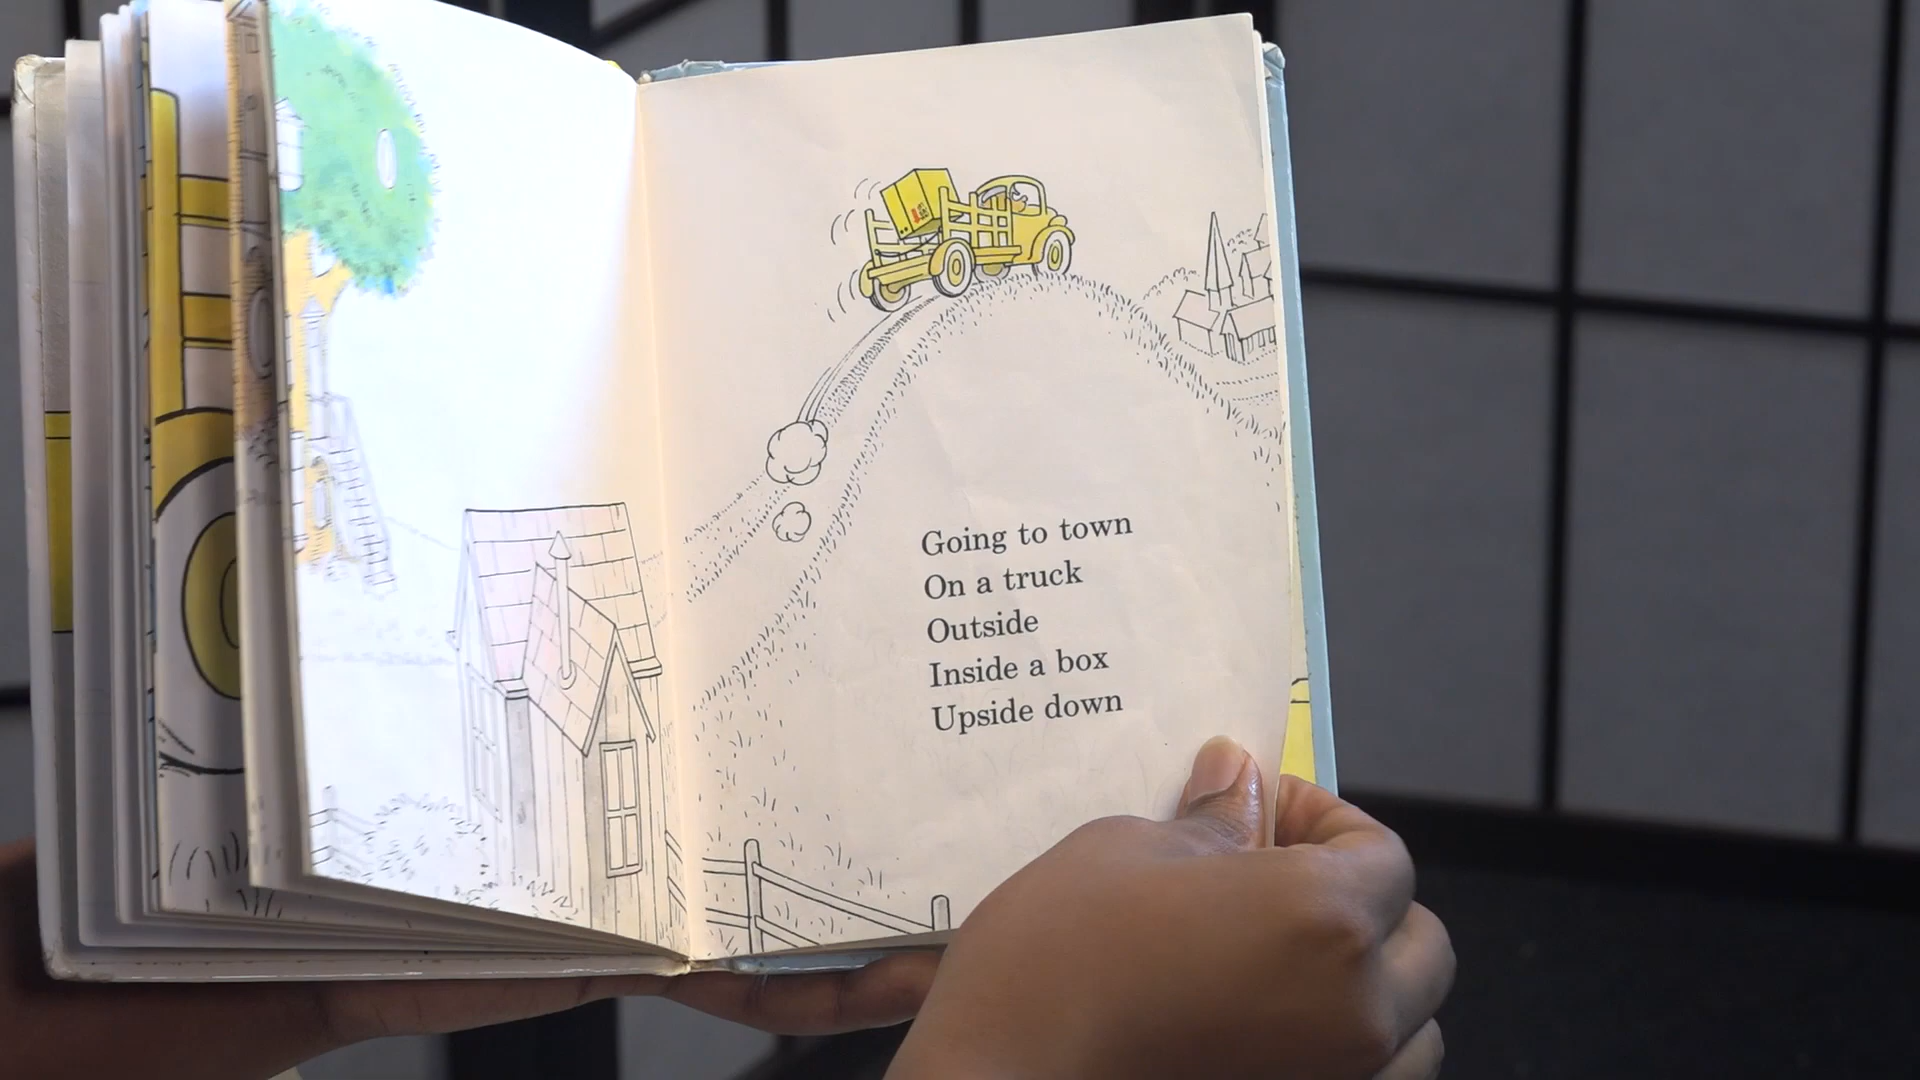 Going to town
On a truck
Outside
Inside a box
Upside down